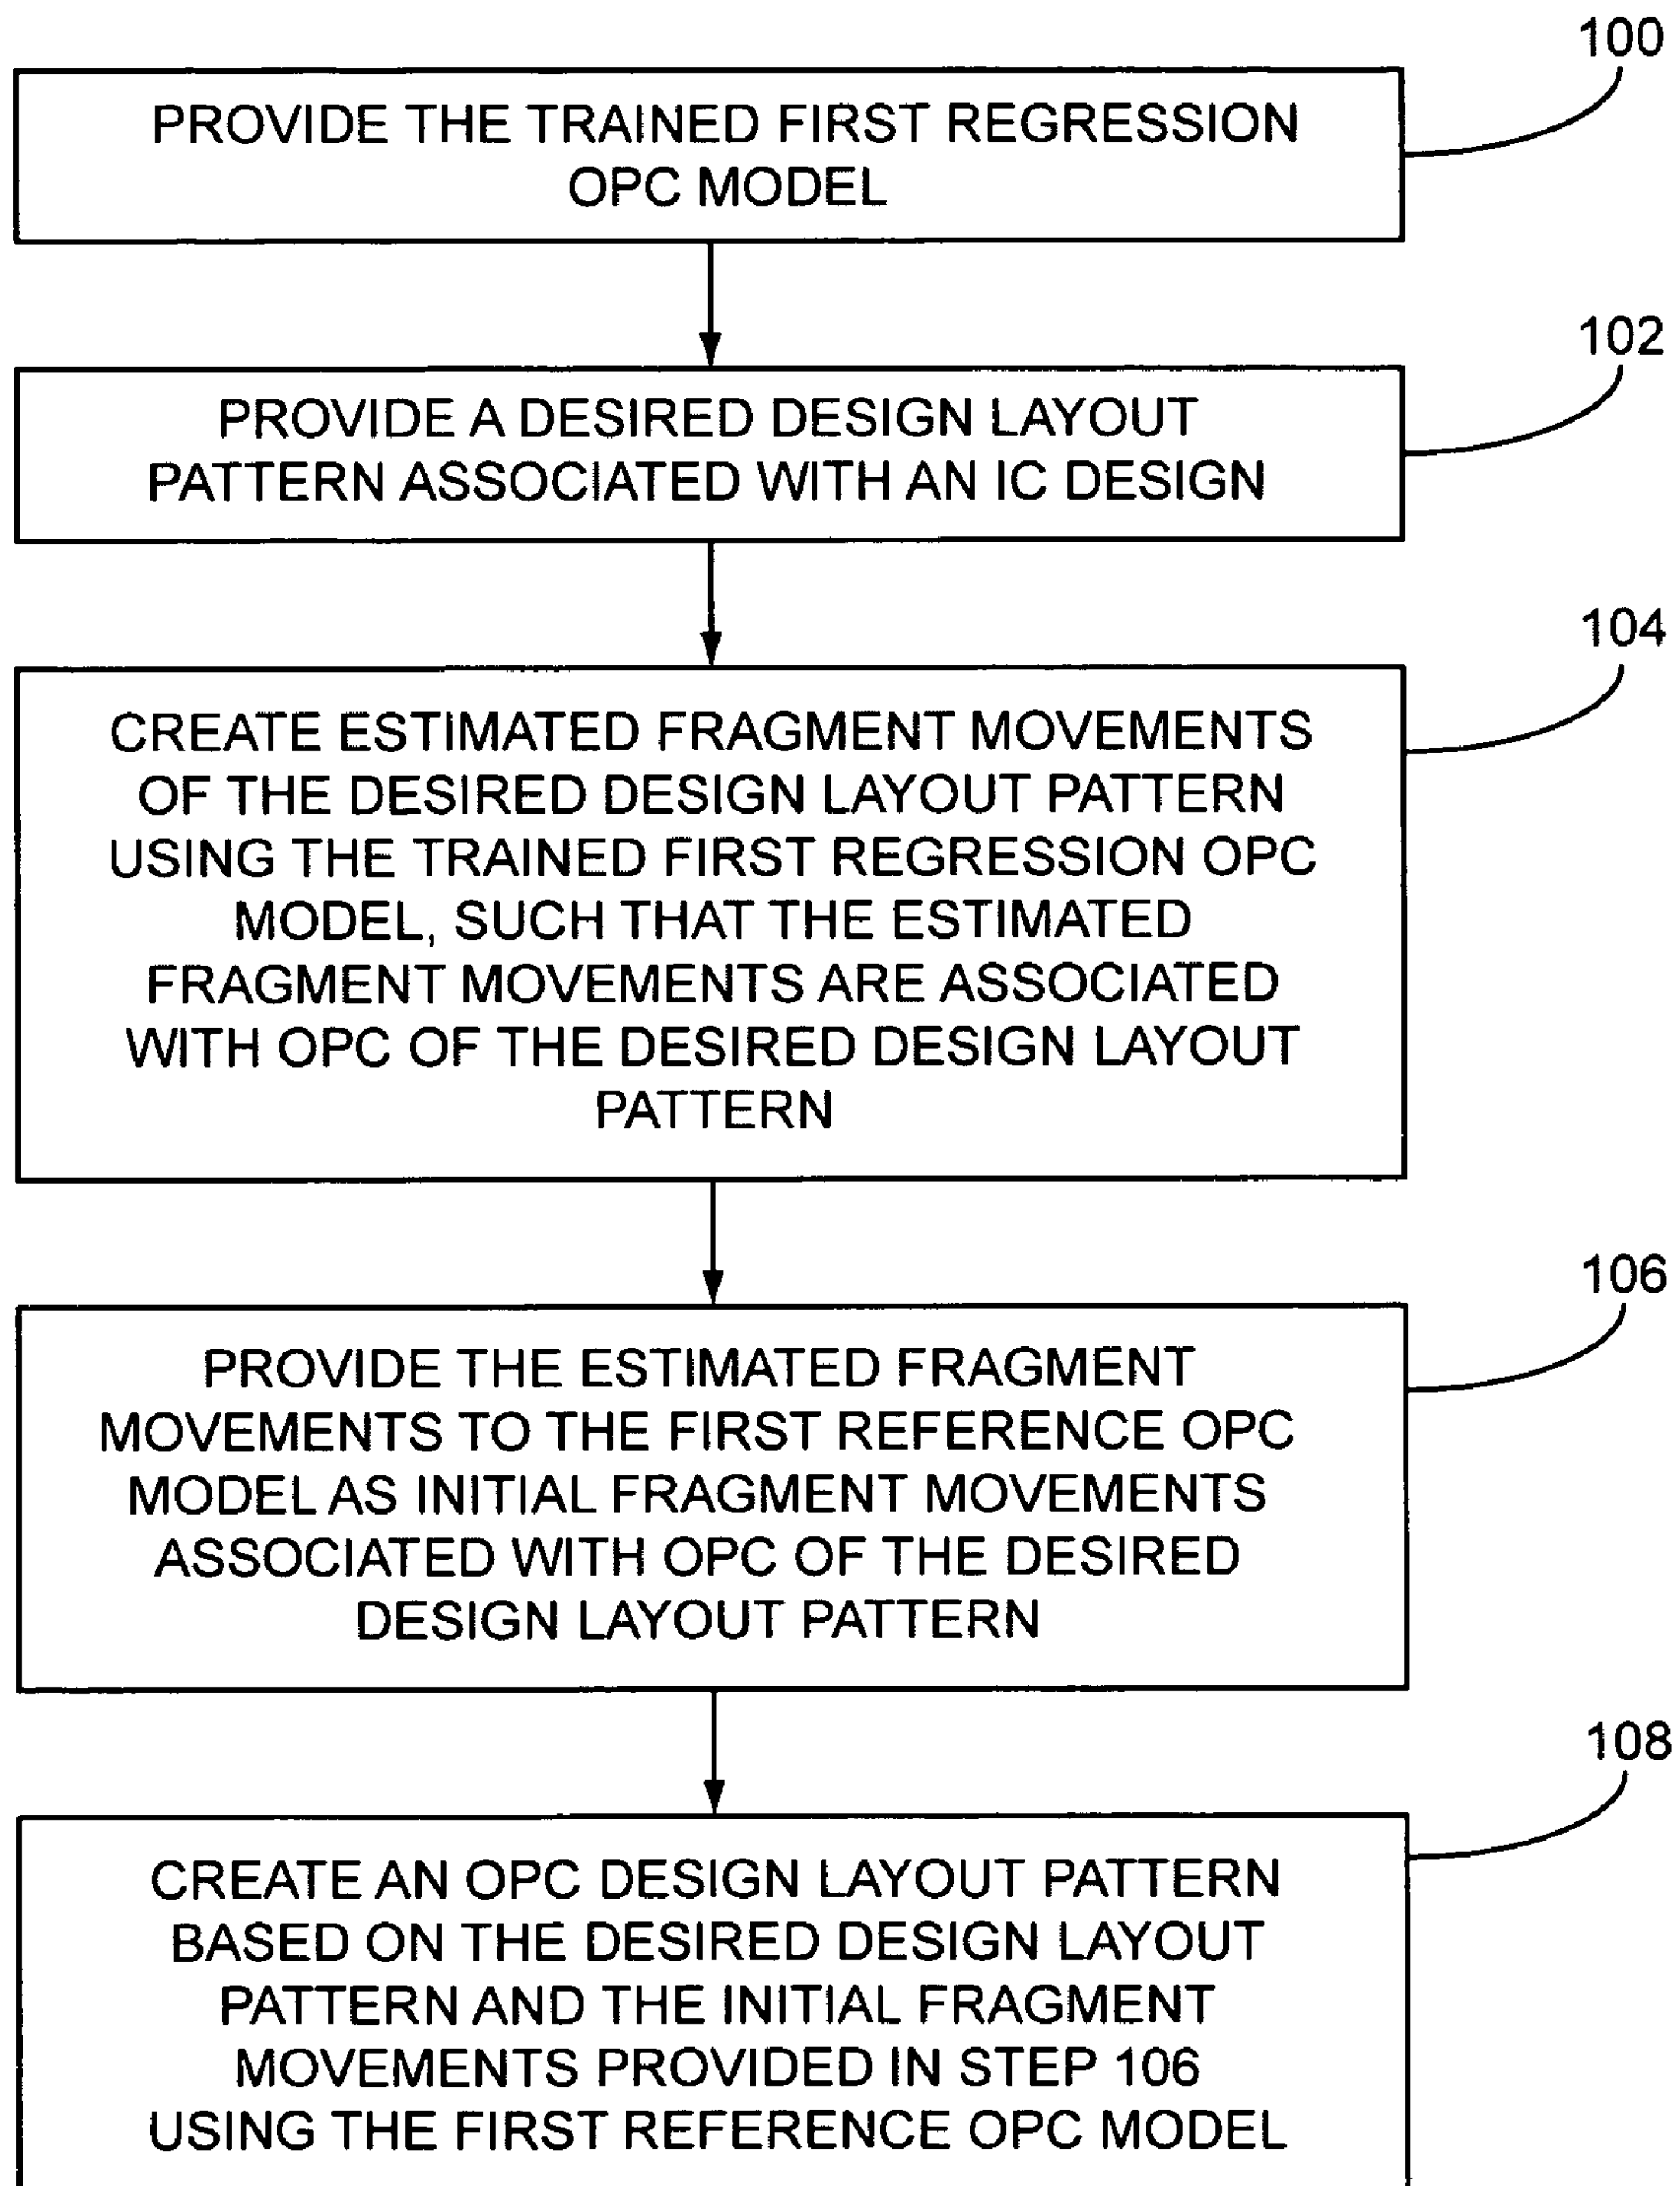 100
PROVIDE THE TRAINED FIRST REGRESSION
OPC MODEL
102
PROVIDE A DESIRED DESIGN LAYOUT
PATTERN ASSOCIATED WITH AN IC DESIGN
104
CREATE ESTIMATED FRAGMENT MOVEMENTS
OF THE DESIRED DESIGN LAYOUT PATTERN
USING THE TRAINED FIRST REGRESSION OPC
MODEL, SUCH THAT THE ESTIMATED
FRAGMENT MOVEMENTS ARE ASSOCIATED
WITH OPC OF THE DESIRED DESIGN LAYOUT
PATTERN
106
PROVIDE THE ESTIMATED FRAGMENT
MOVEMENTS TO THE FIRST REFERENCE OPC
MODEL AS INITIAL FRAGMENT MOVEMENTS
ASSOCIATED WITH OPC OF THE DESIRED
DESIGN LAYOUT PATTERN
108
CREATE AN OPC DESIGN LAYOUT PATTERN
BASED ON THE DESIRED DESIGN LAYOUT
PATTERN AND THE INITIAL FRAGMENT
MOVEMENTS PROVIDED IN STEP 106
USING THE FIRST REFERENCE OPC MODEL